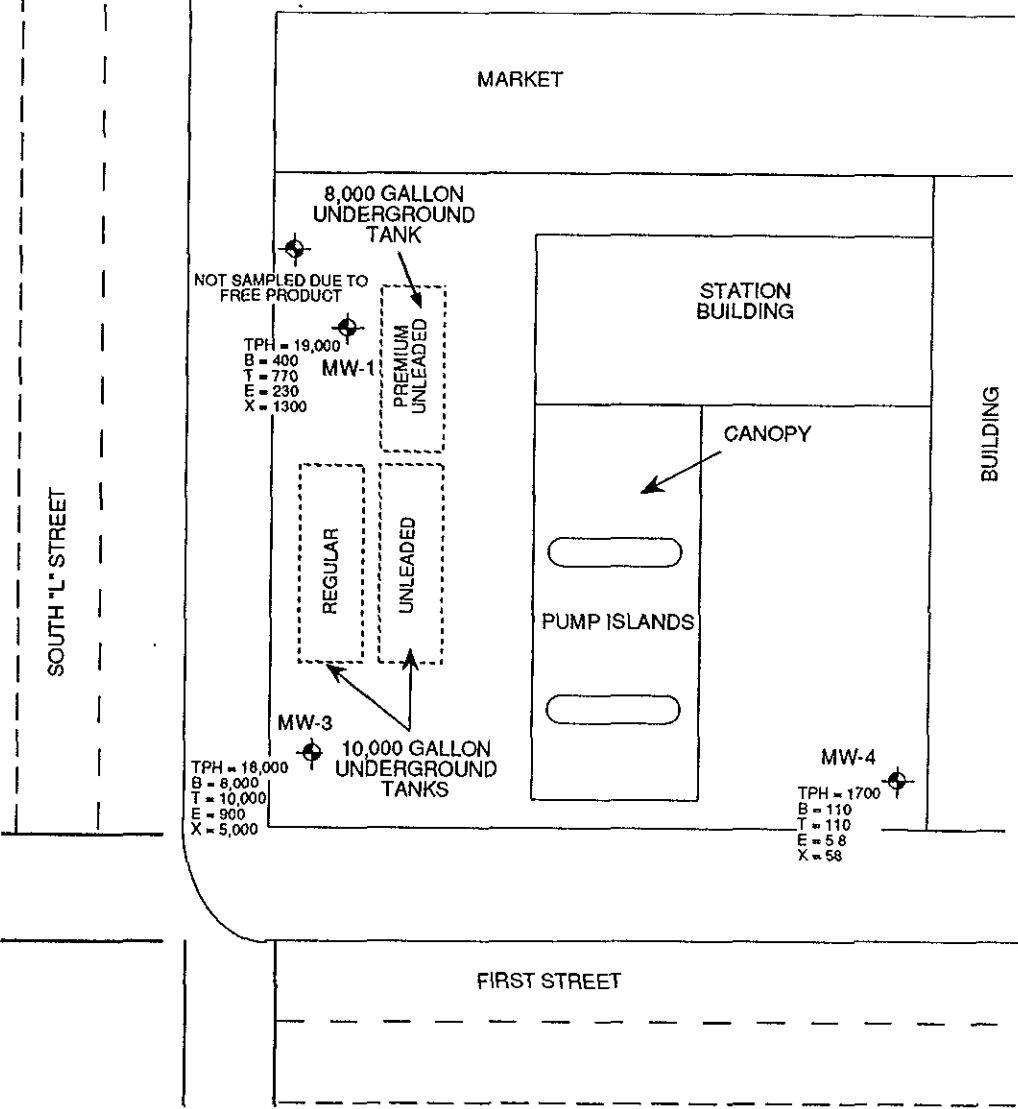 MARKET
8,000 GALLON
UNDERGROUND
TANK
NOT SAMPLED DUE TO
FREE PRODUCT
STATION
BUILDING
TPH = 19,000
B = 400
T = 770
E = 230
X = 1300
MW-1
PREMIUM
UNLEADED
CANOPY
BUILDING
SOUTH "L" STREET
REGULAR
UNLEADED
PUMP ISLANDS
MW-3
10,000 GALLON
UNDERGROUND
TANKS
TPH = 18,000
B = 8,000
T = 10,000
E = 900
X = 5,000
MW-4
TPH = 1700
B = 110
T = 110
E = 5 8
X = 58
FIRST STREET